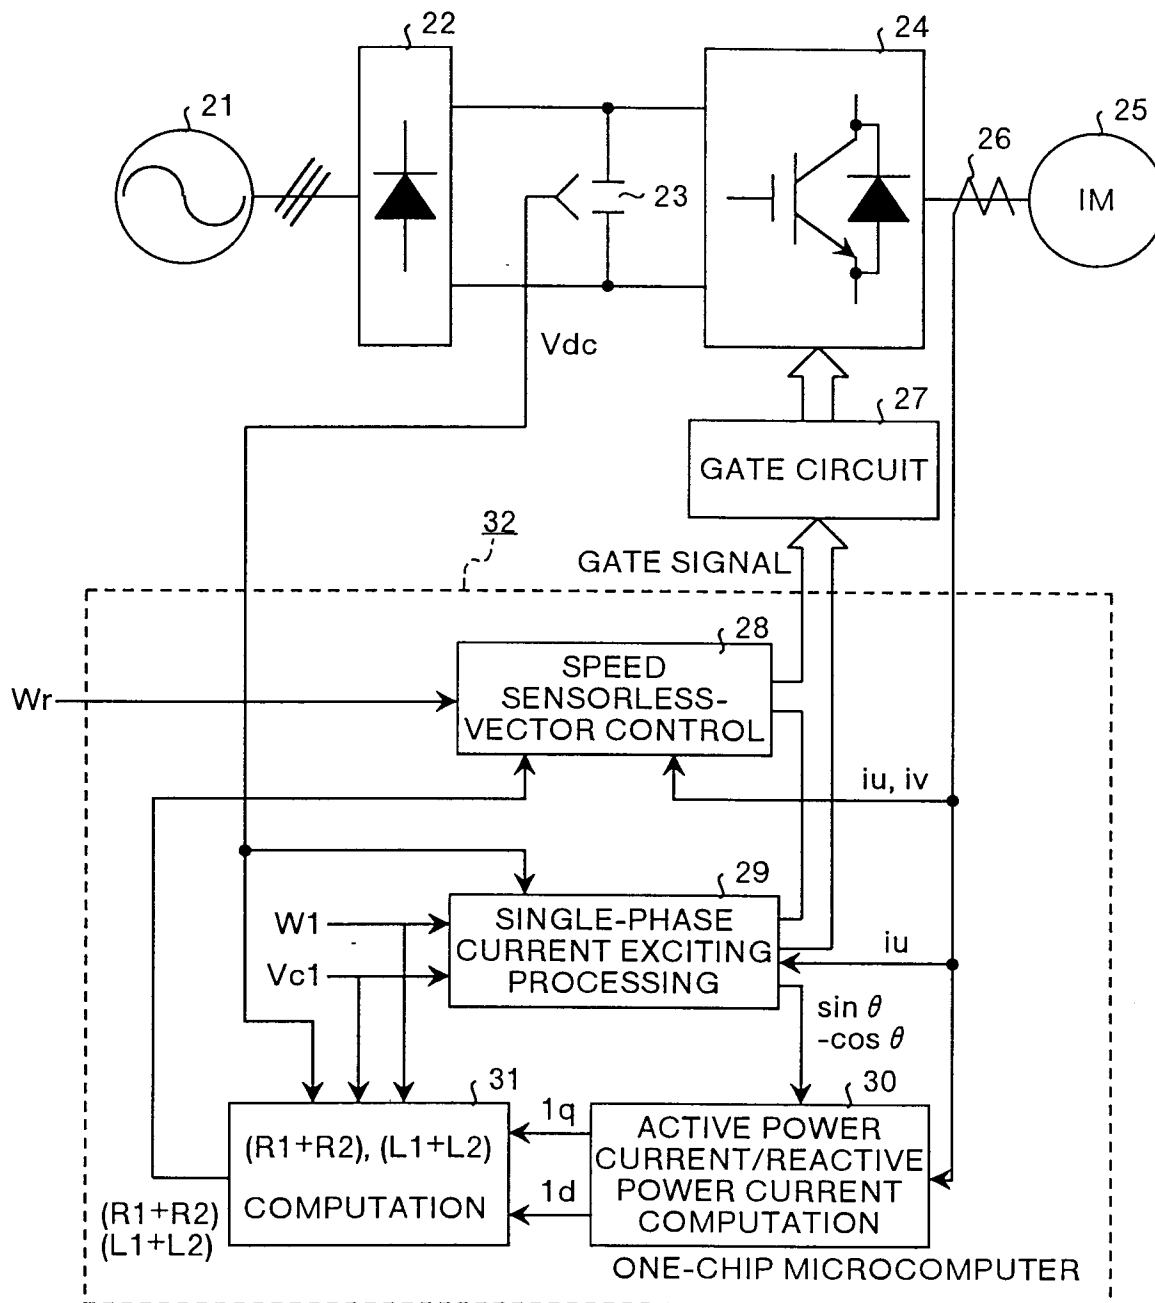 22
24
21
26
25
23
IM
Vdc
27
GATE CIRCUIT
32
GATE SIGNAL
28
SPEED
SENSORLESS-
VECTOR CONTROL
Wr
iu, iv
29
SINGLE-PHASE
CURRENT EXCITING
PROCESSING
W1
Vc1
iu
sin θ
-cos θ
31
30
(R1+R2), (L1+L2)
COMPUTATION
1q
1d
ACTIVE POWER
CURRENT/REACTIVE
POWER CURRENT
COMPUTATION
(R1+R2)
(L1+L2)
ONE-CHIP MICROCOMPUTER